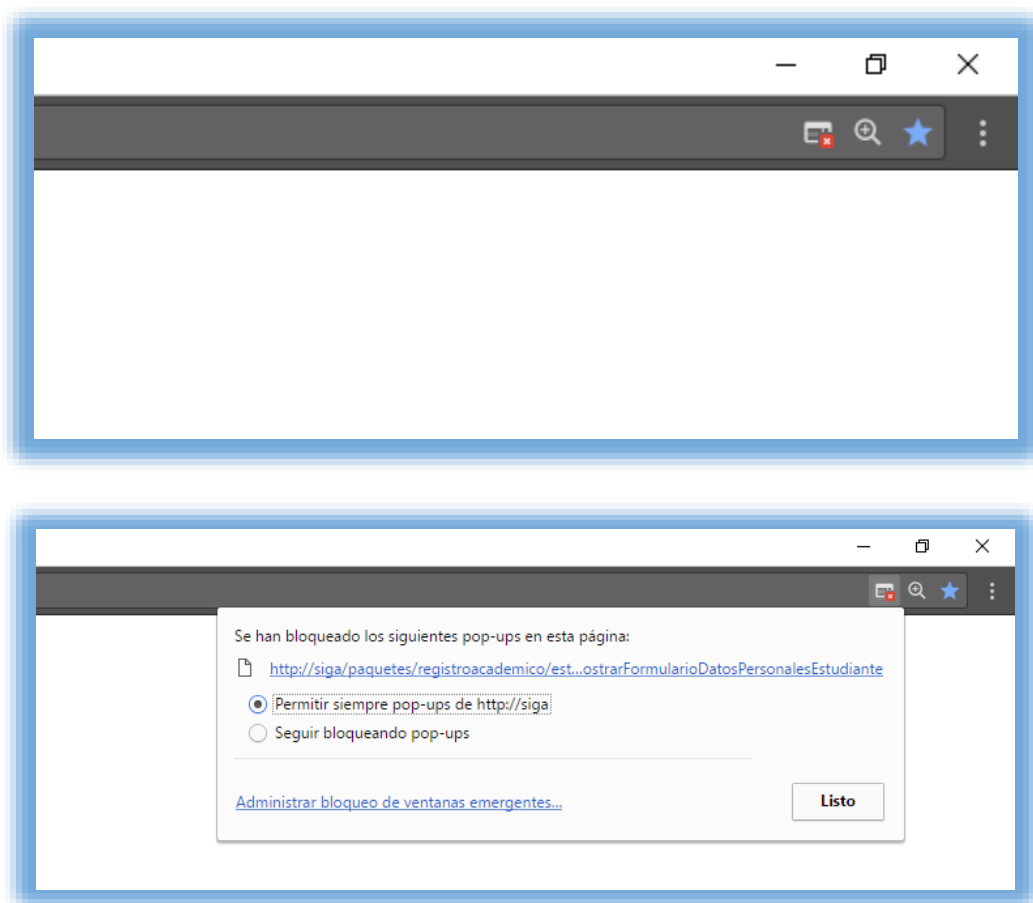 Se han bloqueado los siguientes pop-ups en esta página:
http://siga/paquetes/registroacademico/est...ostrarFormularioDatosPersonalesEstudiante
Permitir siempre pop-ups de http://siga
Seguir bloqueando pop-ups
Administrar bloqueo de ventanas emergentes...
Listo